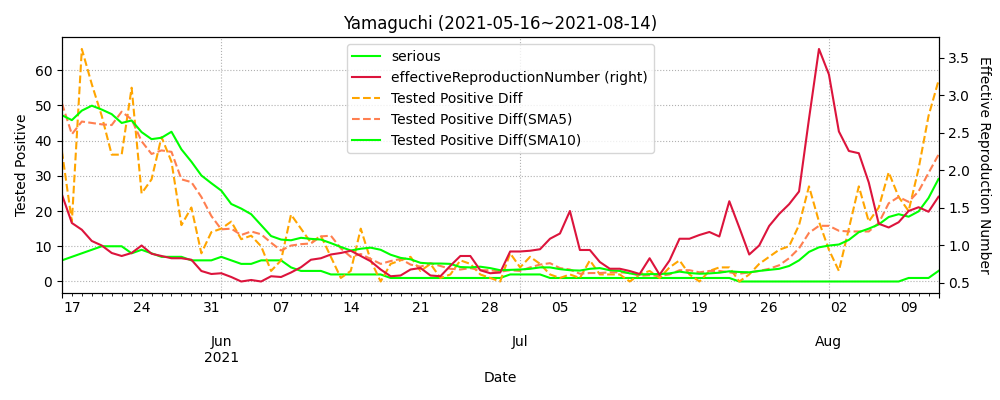 Yamaguchi (2021-05-16~2021-08-14)
serious
effectiveReproductionNumber (right)
Tested Positive Diff
Tested Positive Diff(SMA5)
Tested Positive Diff(SMA10)
Tested Positive
60
50
40
30
20
10
0
3.5
3.0
2.5
2.0
1.5
1.0
0.5
Effective Reproduction Number
17 24 07 14 21 28 05 12 19 26 02 09
Jun Jul Aug
2021
Date